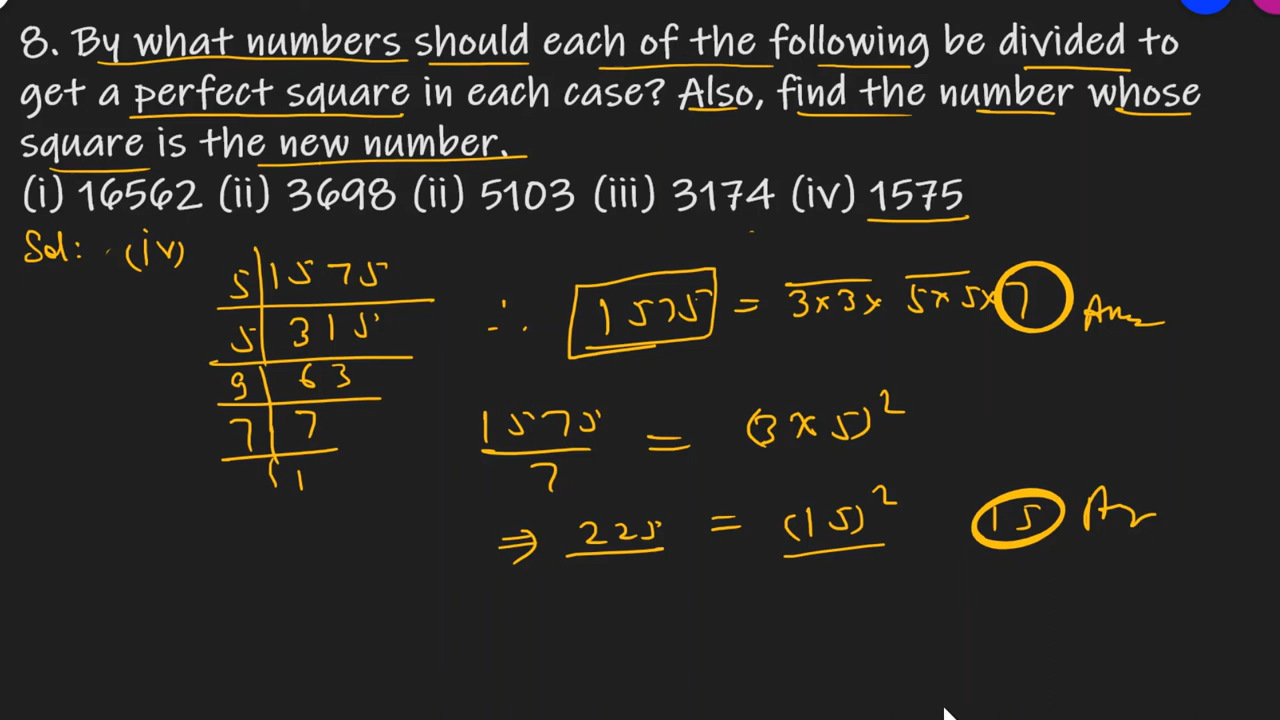 8. By what numbers should each of the following be divided to
get a perfect square in each case? Also, find the number whose
square is the new number.
(i) 16562 (ii) 3698 (ii) 5103 (iii) 3174 (iv) 1575
Sol: (iv)
5 | 1575
5 | 315
9 | 63
7 | 7
1
∴ 1575 = 3×3× 5×5×7 Ans
1575/7 = (3×5)²
⇒ 225 = (15)² 15 Ans